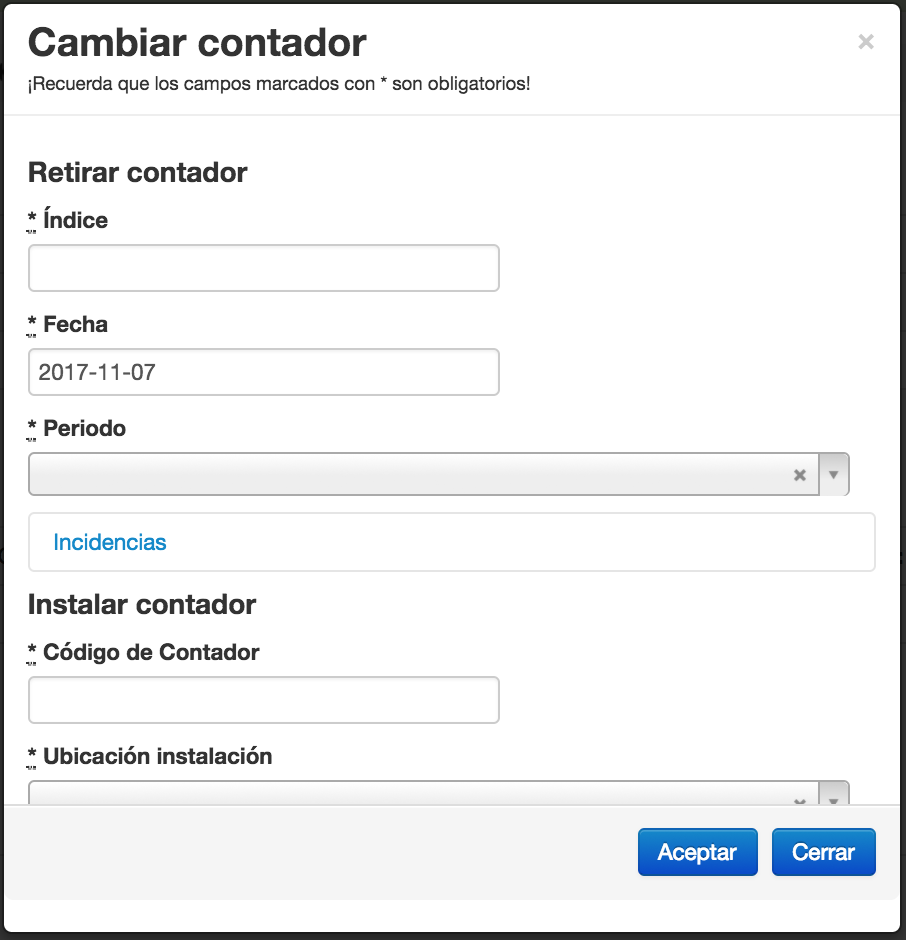 Cambiar contador
¡Recuerda que los campos marcados con * son obligatorios!
Retirar contador
* Índice
* Fecha
2017-11-07
* Periodo
Incidencias
Instalar contador
* Código de Contador
* Ubicación instalación
Aceptar Cerrar